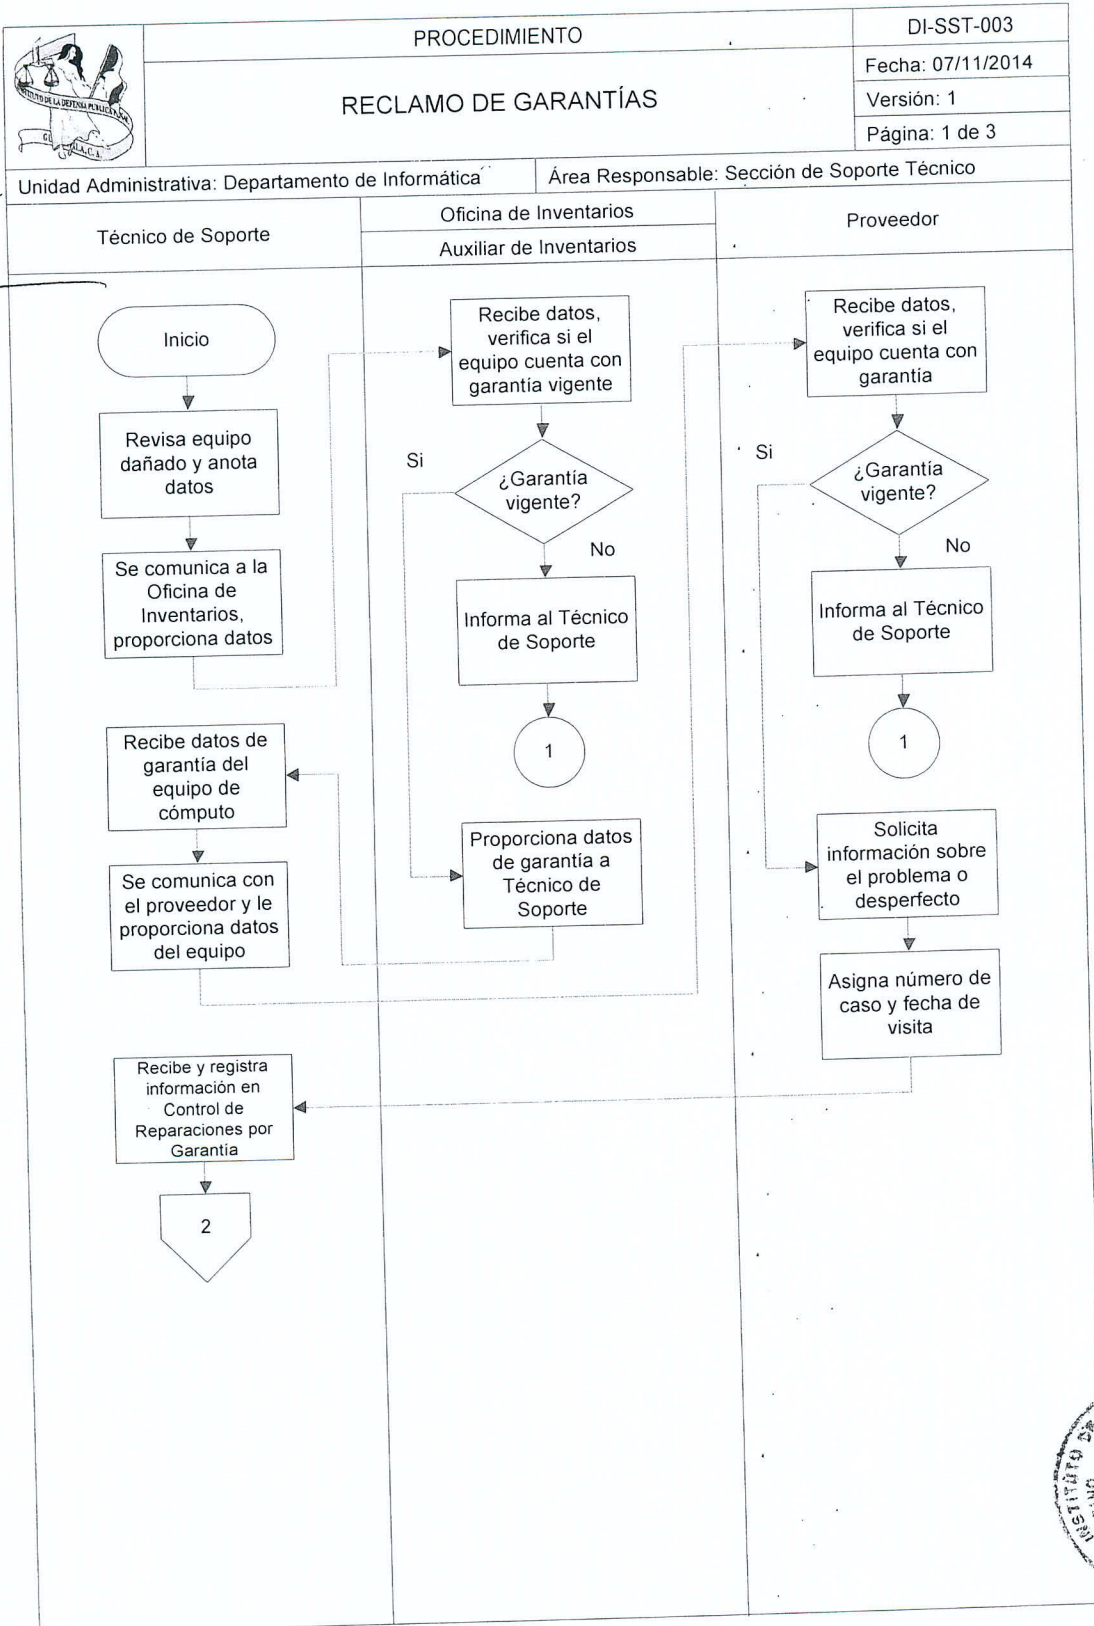 PROCEDIMIENTO
DI-SST-003
RECLAMO DE GARANTÍAS
Fecha: 07/11/2014
Versión: 1
Página: 1 de 3
Unidad Administrativa: Departamento de Informática
Área Responsable: Sección de Soporte Técnico
Técnico de Soporte
Oficina de Inventarios
Auxiliar de Inventarios
Proveedor
Inicio
Revisa equipo
dañado y anota
datos
Se comunica a la
Oficina de
Inventarios,
proporciona datos
Recibe datos,
verifica si el
equipo cuenta con
garantía vigente
Si
¿Garantía
vigente?
No
Informa al Técnico
de Soporte
1
Proporciona datos
de garantía a
Técnico de
Soporte
Recibe datos de
garantía del
equipo de
cómputo
Se comunica con
el proveedor y le
proporciona datos
del equipo
Recibe datos,
verifica si el
equipo cuenta con
garantía
Si
¿Garantía
vigente?
No
Informa al Técnico
de Soporte
1
Solicita
información sobre
el problema o
desperfecto
Asigna número de
caso y fecha de
visita
Recibe y registra
información en
Control de
Reparaciones por
Garantía
2
INSTITUTO DE